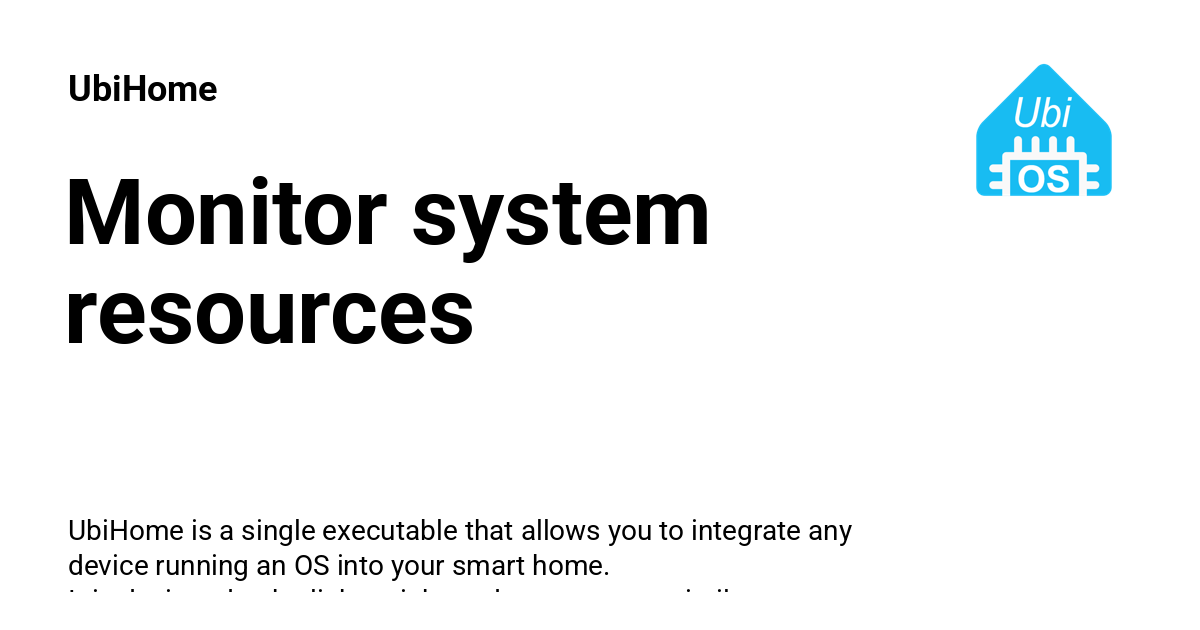 UbiHome
Ubi
OS
Monitor system
resources
UbiHome is a single executable that allows you to integrate any
device running an OS into your smart home.